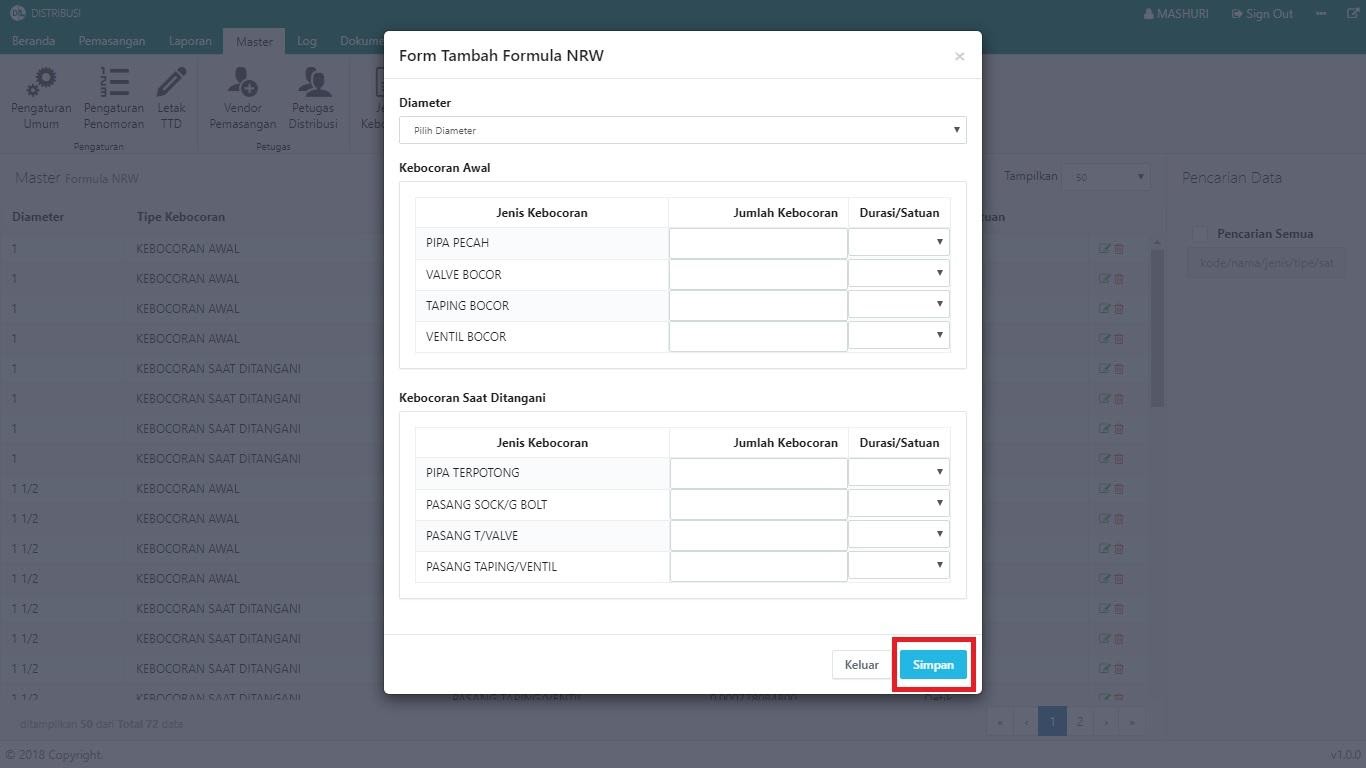 DISTRIBUSI
MASHURI Sign Out
Beranda Pemasangan Laporan Master Log
Form Tambah Formula NRW ×
Pengaturan Umum
Pengaturan Penomoran
Letak TTD
Vendor Pemasangan
Petugas Distribusi
Pengaturan Petugas
Master Formula NRW
Tampilkan 50
Pencarian Data
Diameter Tipe Kebocoran
Pencarian Semua
kode/nama/jenis/tipe/sat
1 KEBOCORAN AWAL
1 KEBOCORAN AWAL
1 KEBOCORAN AWAL
1 KEBOCORAN AWAL
1 KEBOCORAN SAAT DITANGANI
1 KEBOCORAN SAAT DITANGANI
1 KEBOCORAN SAAT DITANGANI
1 KEBOCORAN SAAT DITANGANI
1 1/2 KEBOCORAN AWAL
1 1/2 KEBOCORAN AWAL
1 1/2 KEBOCORAN AWAL
1 1/2 KEBOCORAN AWAL
1 1/2 KEBOCORAN SAAT DITANGANI
1 1/2 KEBOCORAN SAAT DITANGANI
1 1/2 KEBOCORAN SAAT DITANGANI
1 1/2 KEBOCORAN SAAT DITANGANI
Diameter
Pilih Diameter
Kebocoran Awal
Jenis Kebocoran Jumlah Kebocoran Durasi/Satuan
PIPA PECAH
VALVE BOCOR
TAPING BOCOR
VENTIL BOCOR
Kebocoran Saat Ditangani
Jenis Kebocoran Jumlah Kebocoran Durasi/Satuan
PIPA TERPOTONG
PASANG SOCK/G BOLT
PASANG T/VALVE
PASANG TAPING/VENTIL
Keluar Simpan
ditampilkan 50 dari Total 72 data
« ‹ 1 2 › »
© 2018 Copyright. v1.0.0